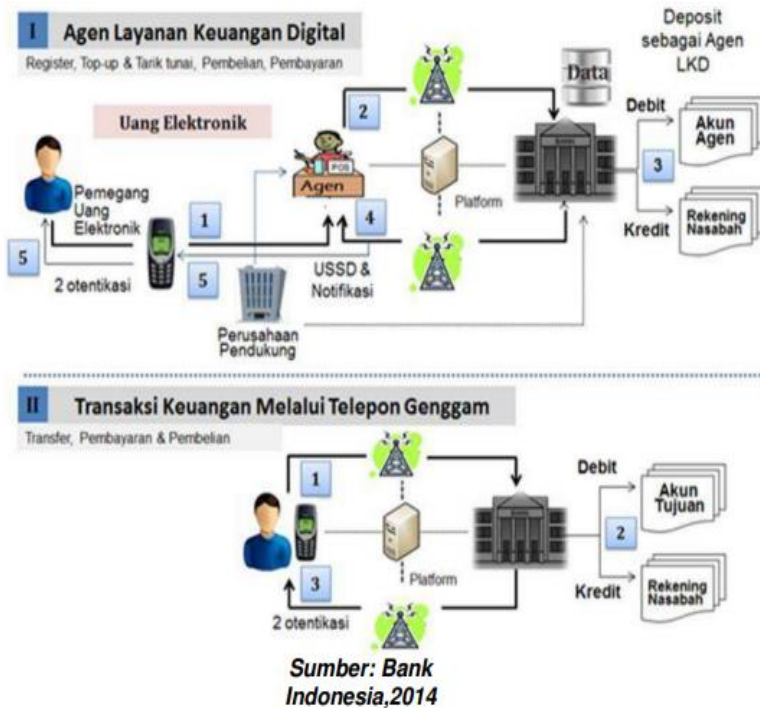 I Agen Layanan Keuangan Digital
Register, Top-up & Tarik tunai, Pembelian, Pembayaran
Deposit
sebagai Agen
LKD
Uang Elektronik
2
Data
Debit
Akun
Agen
POS
Agen
BANK
3
Pemegang
Uang
Elektronik
Platform
1
4
Kredit
Rekening
Nasabah
5
2 otentikasi
5
USSD &
Notifikasi
Perusahaan
Pendukung
II Transaksi Keuangan Melalui Telepon Genggam
Transfer, Pembayaran & Pembelian
1
Debit
Akun
Tujuan
BANK
2
3
Platform
Kredit
Rekening
Nasabah
2 otentikasi
Sumber: Bank
Indonesia,2014